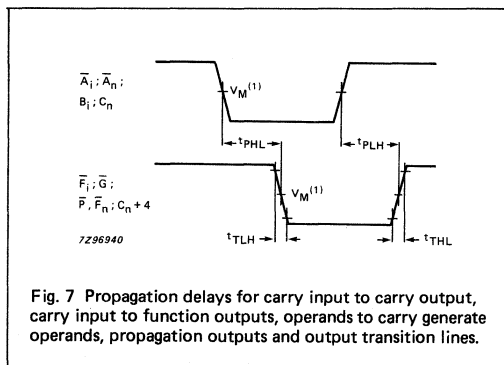 A̅i ; A̅n ;
Bi ; Cn
VM(1)
tPHL
tPLH
F̅i ; G̅ ;
P̅ , F̅n ; Cn + 4
VM(1)
7Z96940
tTLH
tTHL
Fig. 7 Propagation delays for carry input to carry output,
carry input to function outputs, operands to carry generate
operands, propagation outputs and output transition lines.